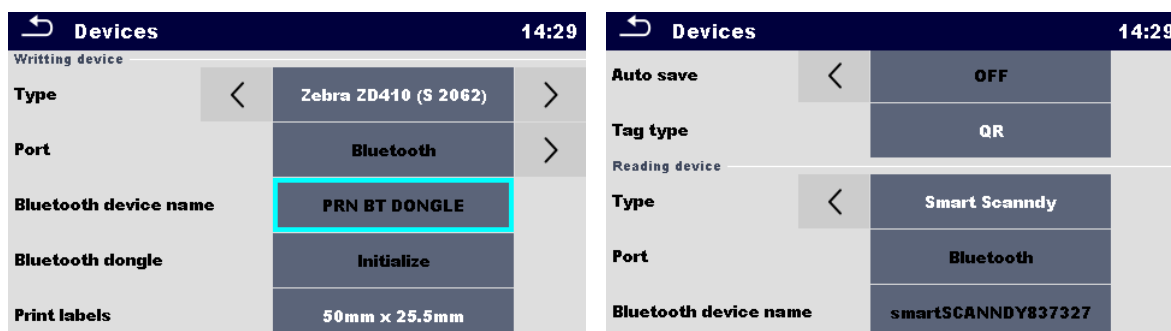 Devices 14:29
Writting device
Type Zebra ZD410 (S 2062)
Port Bluetooth
Bluetooth device name PRN BT DONGLE
Bluetooth dongle Initialize
Print labels 50mm x 25.5mm
Devices 14:29
Auto save OFF
Tag type QR
Reading device
Type Smart Scanndy
Port Bluetooth
Bluetooth device name smartSCANNDY837327